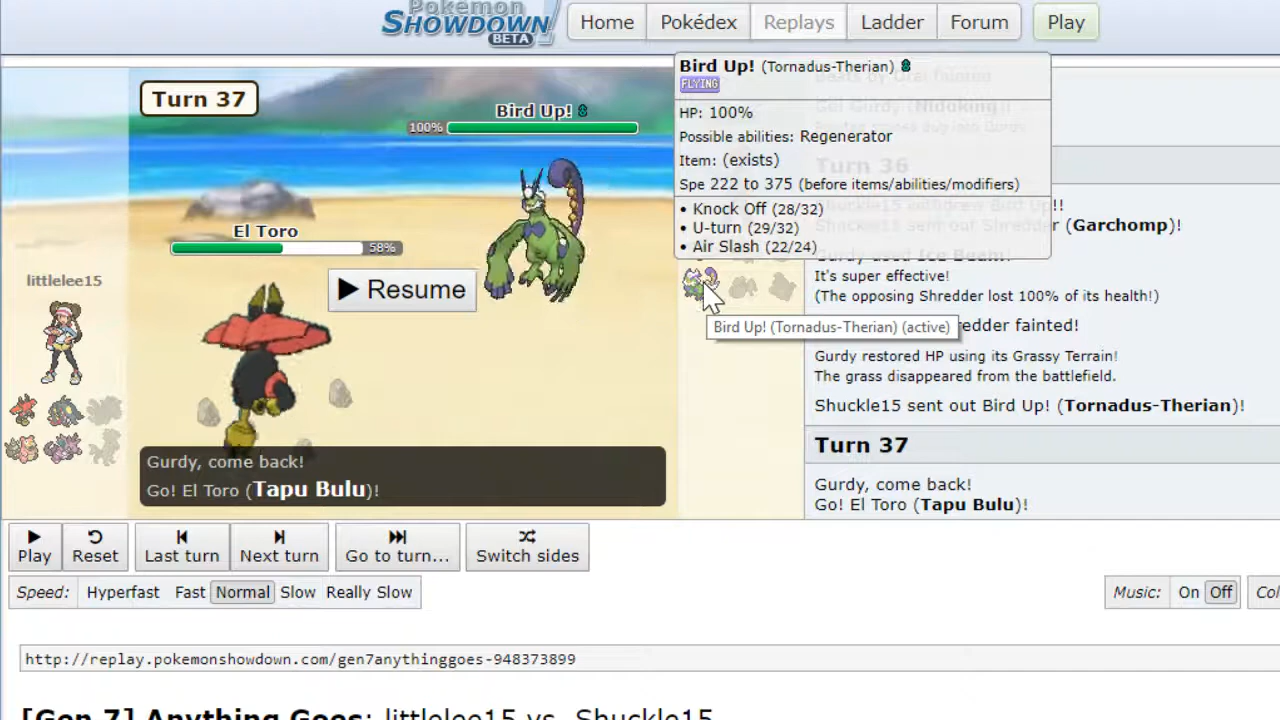 Pokémon
SHOWDOWN
BETA
Home
Pokédex
Replays
Ladder
Forum
Play
Turn 37
Bird Up!
100%
El Toro
58%
littlelee15
Resume
Gurdy, come back!
Go! El Toro (Tapu Bulu)!
Bird Up! (Tornadus-Therian)
FLYING
HP: 100%
Possible abilities: Regenerator
Item: (exists)
Spe 222 to 375 (before items/abilities/modifiers)
• Knock Off (28/32)
• U-turn (29/32)
• Air Slash (22/24)
Bird Up! (Tornadus-Therian) (active)
Turn 36
(Garchomp)!
It's super effective!
(The opposing Shredder lost 100% of its health!)
redder fainted!
Gurdy restored HP using its Grassy Terrain!
The grass disappeared from the battlefield.
Shuckle15 sent out Bird Up! (Tornadus-Therian)!
Turn 37
Gurdy, come back!
Go! El Toro (Tapu Bulu)!
Play
Reset
Last turn
Next turn
Go to turn...
Switch sides
Speed: Hyperfast Fast Normal Slow Really Slow
Music: On Off
Col
http://replay.pokemonshowdown.com/gen7anythinggoes-948373899
[Gen 7] Anything Goes: littlelee15 vs. Shuckle15